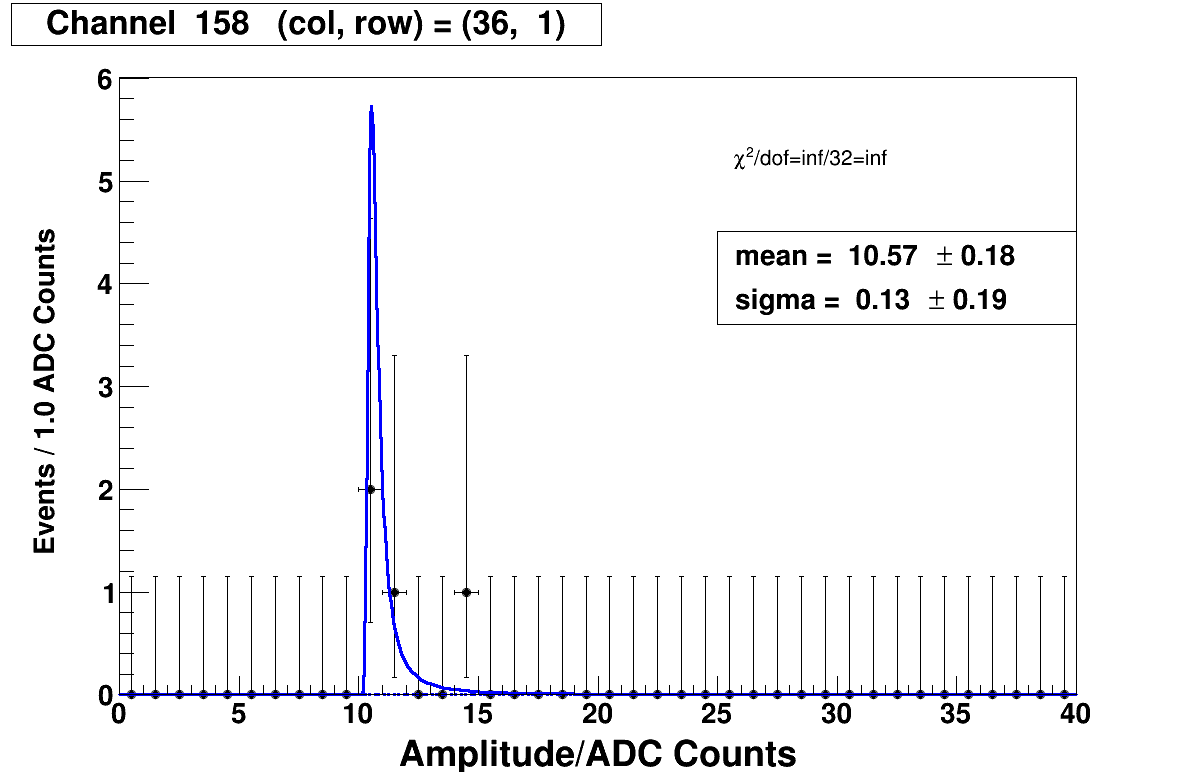 Channel  158   (col, row) = (36,  1)
6
5
4
3
2
1
0
Events / 1.0 ADC Counts
χ²/dof=inf/32=inf
mean =  10.57  ± 0.18
sigma =  0.13  ± 0.19
0 5 10 15 20 25 30 35 40
Amplitude/ADC Counts